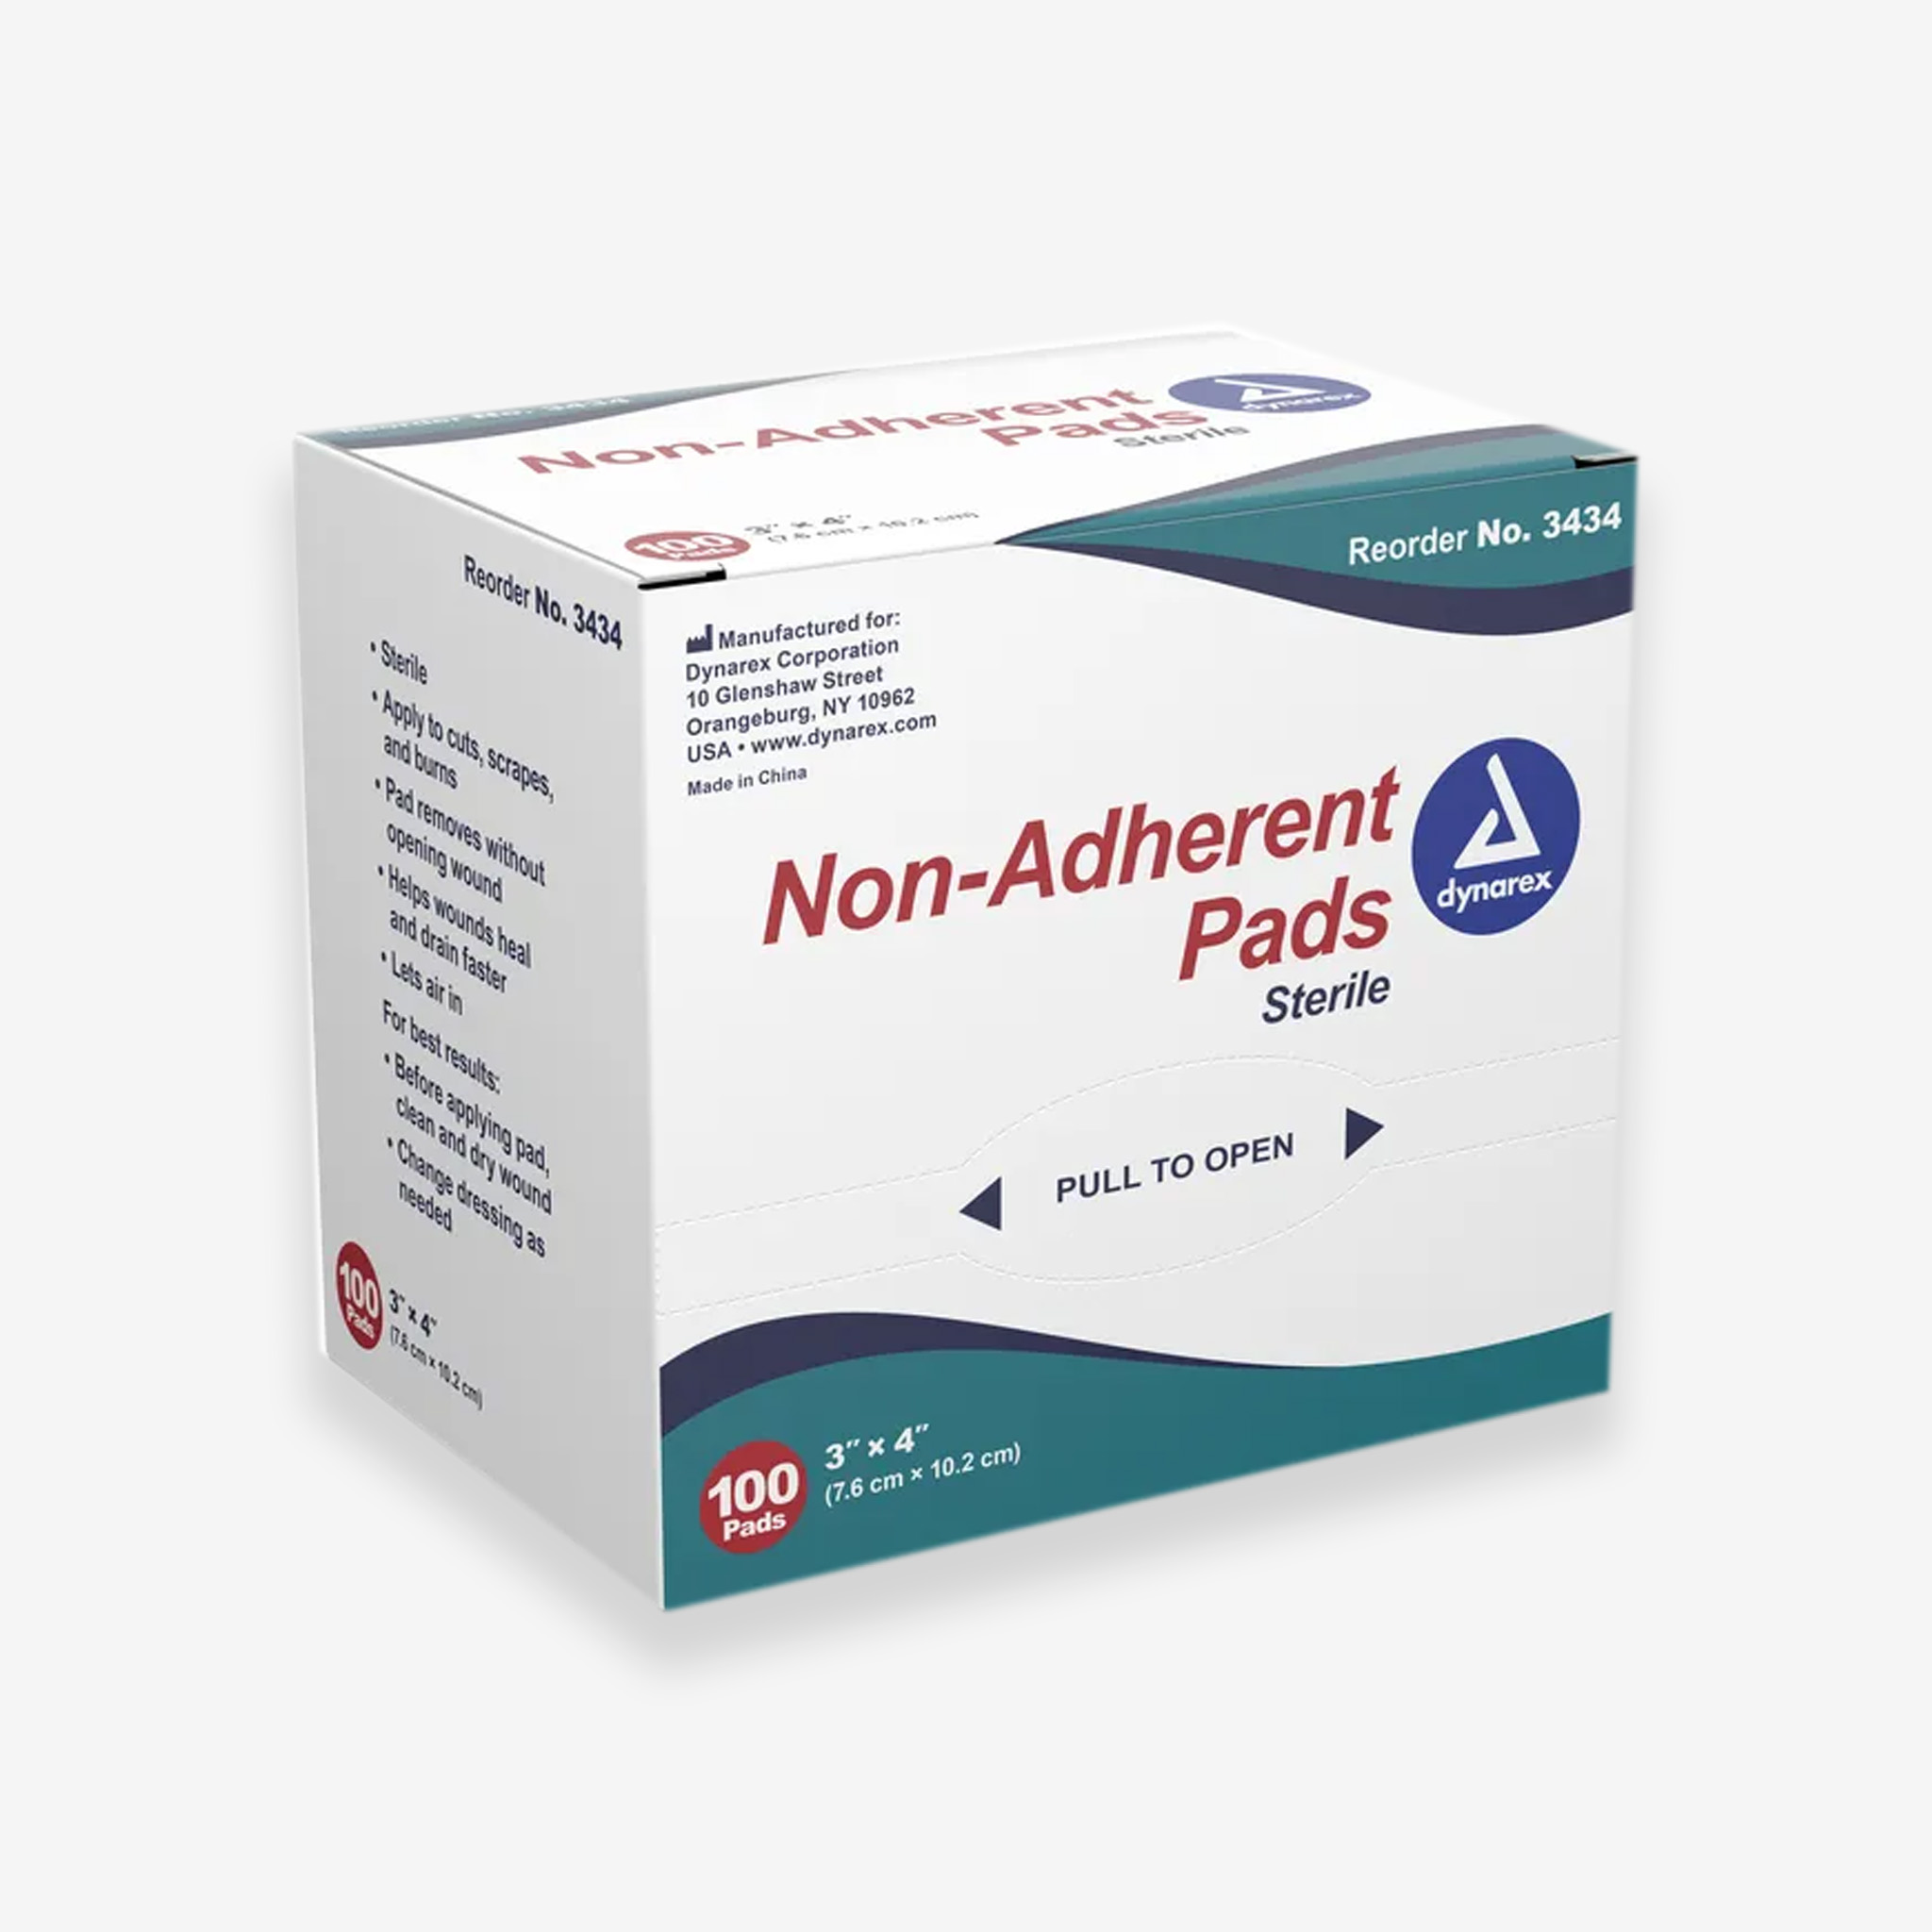 Reorder No. 3434
Non-Adherent
Pads
Sterile
dynarex
100
Pads
3" x 4"
(7.6 cm × 10.2 cm)
Reorder No. 3434
• Sterile
• Apply to cuts, scrapes,
and burns
• Pad removes without
opening wound
• Helps wounds heal
and drain faster
• Lets air in
For best results:
• Before applying pad,
clean and dry wound
• Change dressing as
needed
100
Pads
3" x 4"
(7.6 cm × 10.2 cm)
Reorder No. 3434
Manufactured for:
Dynarex Corporation
10 Glenshaw Street
Orangeburg, NY 10962
USA • www.dynarex.com
Made in China
Non-Adherent
Pads
Sterile
dynarex
PULL TO OPEN
100
Pads
3" × 4"
(7.6 cm × 10.2 cm)